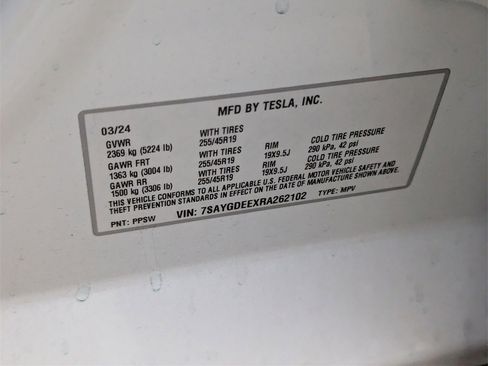 MFD BY TESLA, INC.
03/24
GVWR WITH TIRES
2369 kg (5224 lb) 255/45R19 RIM COLD TIRE PRESSURE
GAWR FRT WITH TIRES 19X9.5J 290 kPa, 42 psi
1363 kg (3004 lb) 255/45R19 RIM COLD TIRE PRESSURE
GAWR RR WITH TIRES 19X9.5J 290 kPa, 42 psi
1500 kg (3306 lb) 255/45R19
THIS VEHICLE CONFORMS TO ALL APPLICABLE U.S. FEDERAL MOTOR VEHICLE SAFETY AND
THEFT PREVENTION STANDARDS IN EFFECT ON THE DATE OF MANUFACTURE SHOWN ABOVE.
PNT: PPSW VIN: 7SAYGDEEXRA262102 TYPE: MPV